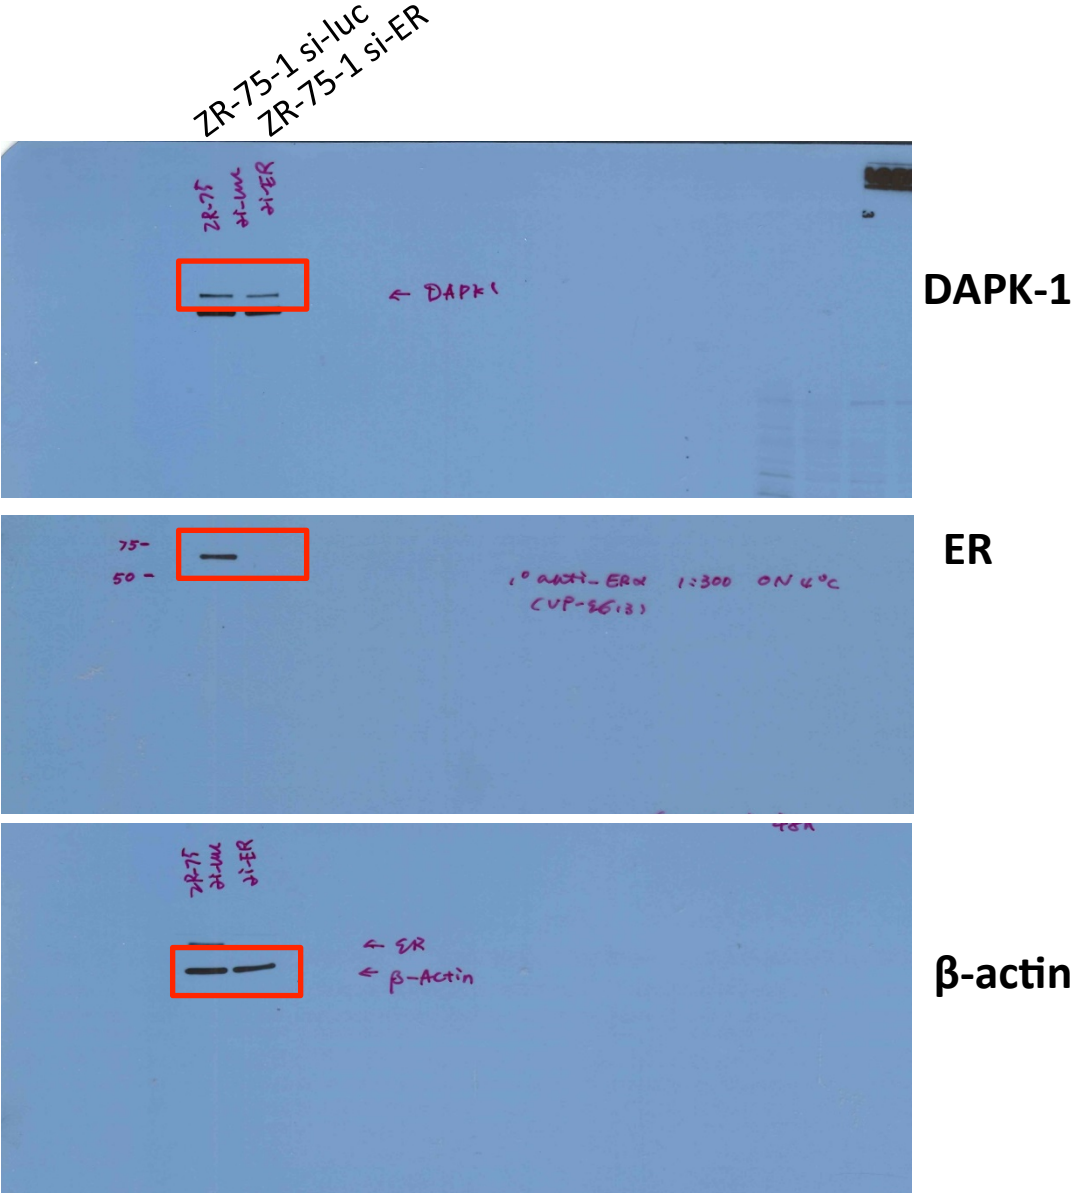 ZR-75-1 si-luc
ZR-75-1 si-ER
ZR-75
si-luc
si-ER
3
← DAPK1
DAPK-1
75-
50 -
ER
1° anti-ERα 1:300 ON 4°C
48h
ZR-75
si-luc
si-ER
← ER
← β-Actin
β-actin